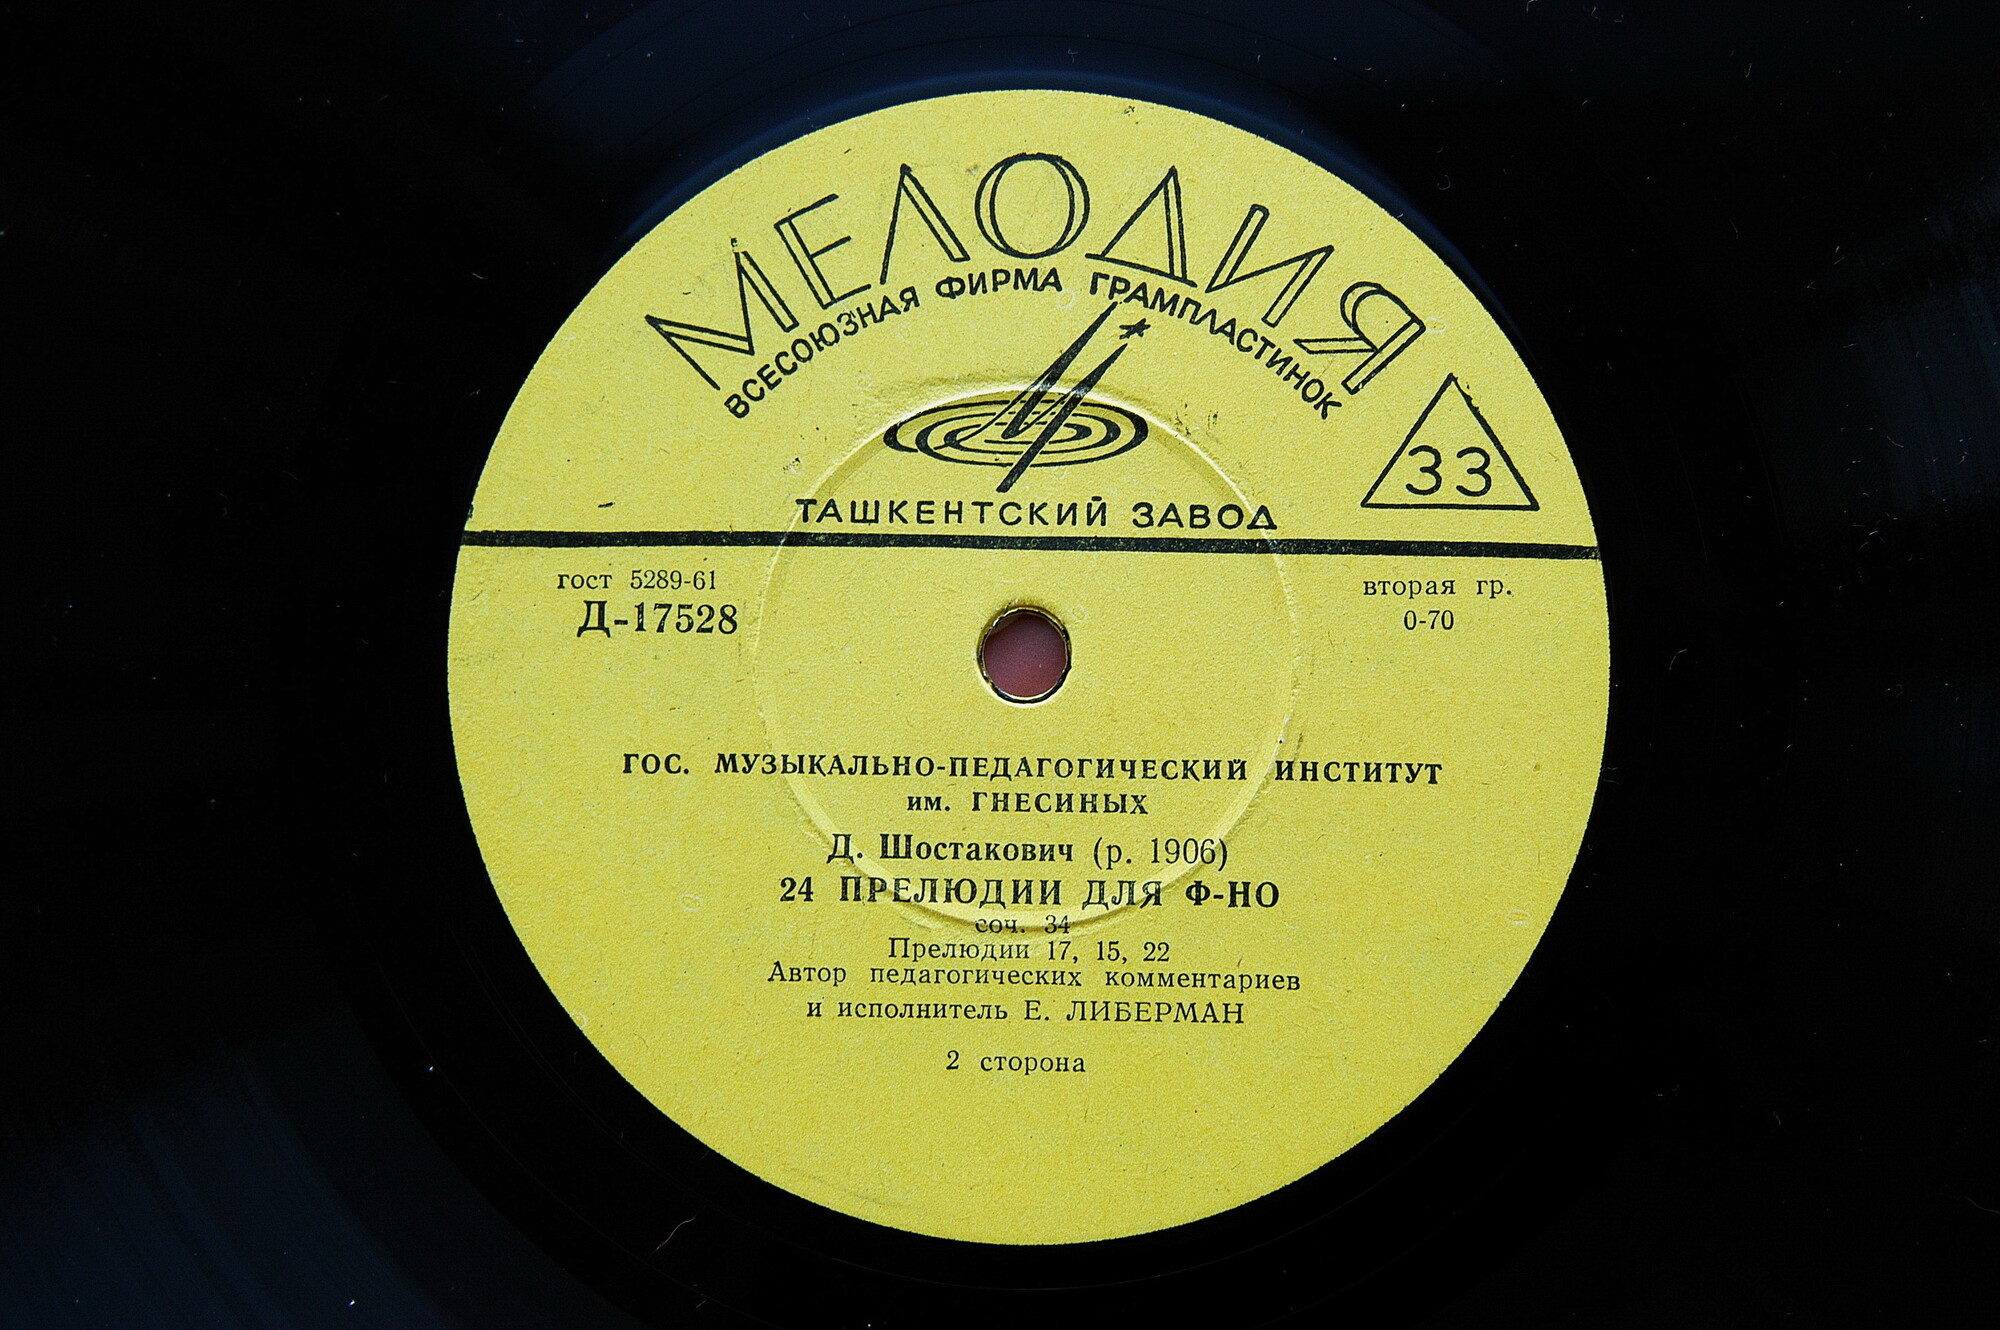 МЕЛОДИЯ
ВСЕСОЮЗНАЯ ФИРМА ГРАМПЛАСТИНОК
33
ТАШКЕНТСКИЙ ЗАВОД
гост 5289-61
Д-17528
вторая гр.
0-70
ГОС. МУЗЫКАЛЬНО-ПЕДАГОГИЧЕСКИЙ ИНСТИТУТ
им. ГНЕСИНЫХ
Д. Шостакович (р. 1906)
24 ПРЕЛЮДИИ ДЛЯ Ф-НО
соч. 34
Прелюдии 17, 15, 22
Автор педагогических комментариев
и исполнитель Е. ЛИБЕРМАН
2 сторона